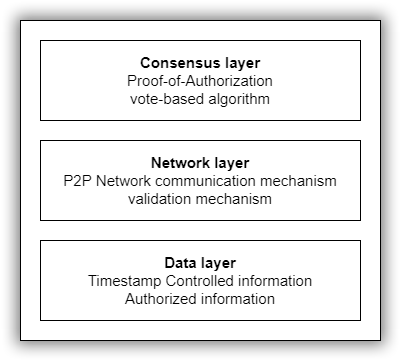 Consensus layer
Proof-of-Authorization
vote-based algorithm
Network layer
P2P Network communication mechanism
validation mechanism
Data layer
Timestamp Controlled information
Authorized information